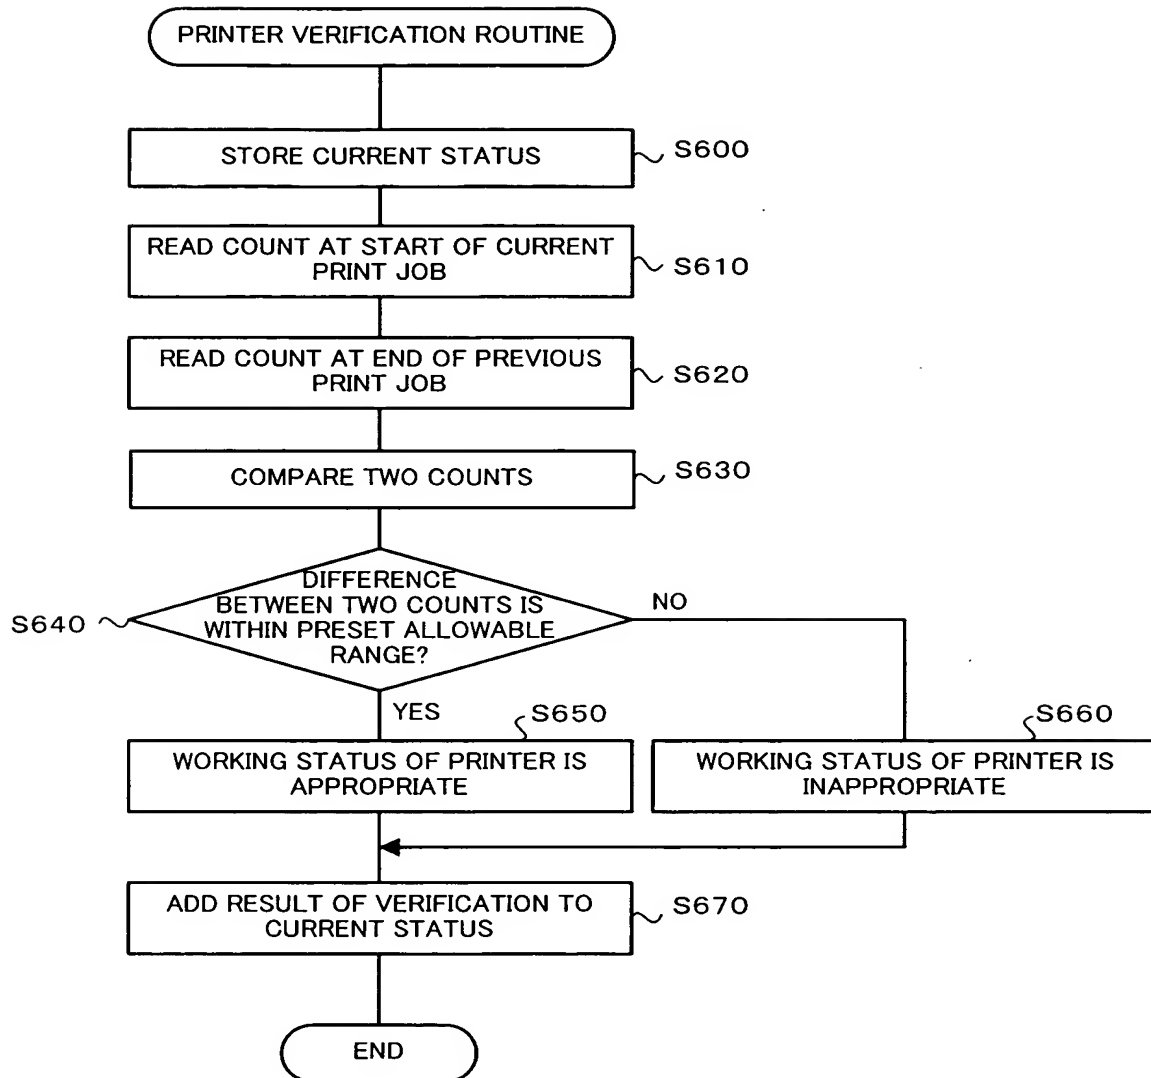 PRINTER VERIFICATION ROUTINE
STORE CURRENT STATUS
S600
READ COUNT AT START OF CURRENT
PRINT JOB
S610
READ COUNT AT END OF PREVIOUS
PRINT JOB
S620
COMPARE TWO COUNTS
S630
DIFFERENCE
BETWEEN TWO COUNTS IS
WITHIN PRESET ALLOWABLE
RANGE?
S640
NO
YES
S650
WORKING STATUS OF PRINTER IS
APPROPRIATE
S660
WORKING STATUS OF PRINTER IS
INAPPROPRIATE
ADD RESULT OF VERIFICATION TO
CURRENT STATUS
S670
END